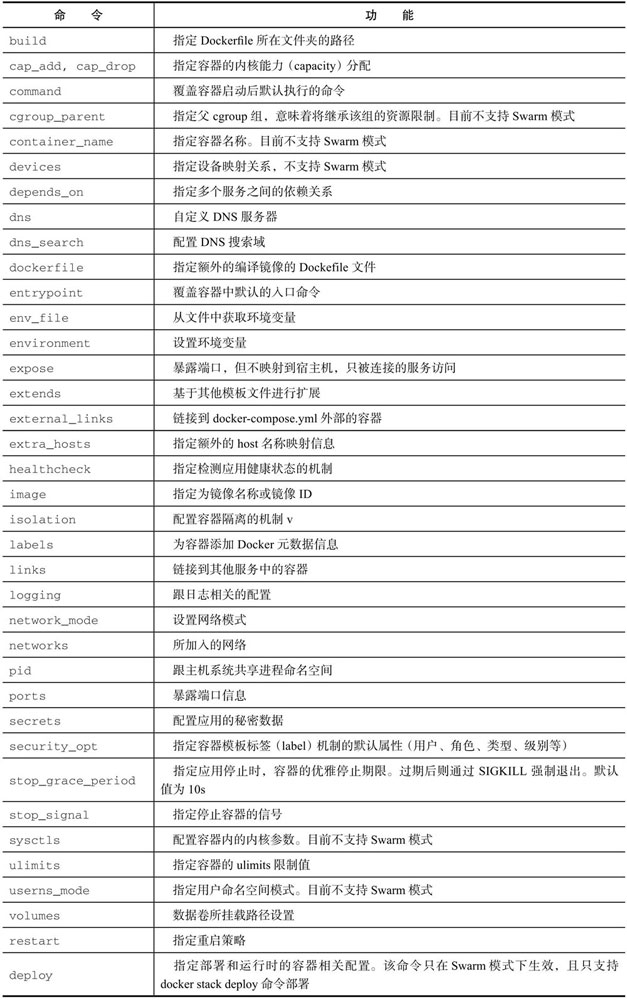 命 令 功 能
build 指定 Dockerfile 所在文件夹的路径
cap_add, cap_drop 指定容器的内核能力（capacity）分配
command 覆盖容器启动后默认执行的命令
cgroup_parent 指定父 cgroup 组，意味着将继承该组的资源限制。目前不支持 Swarm 模式
container_name 指定容器名称。目前不支持 Swarm 模式
devices 指定设备映射关系，不支持 Swarm 模式
depends_on 指定多个服务之间的依赖关系
dns 自定义 DNS 服务器
dns_search 配置 DNS 搜索域
dockerfile 指定额外的编译镜像的 Dockefile 文件
entrypoint 覆盖容器中默认的入口命令
env_file 从文件中获取环境变量
environment 设置环境变量
expose 暴露端口，但不映射到宿主机，只被连接的服务访问
extends 基于其他模板文件进行扩展
external_links 链接到 docker-compose.yml 外部的容器
extra_hosts 指定额外的 host 名称映射信息
healthcheck 指定检测应用健康状态的机制
image 指定为镜像名称或镜像 ID
isolation 配置容器隔离的机制 v
labels 为容器添加 Docker 元数据信息
links 链接到其他服务中的容器
logging 跟日志相关的配置
network_mode 设置网络模式
networks 所加入的网络
pid 跟主机系统共享进程命名空间
ports 暴露端口信息
secrets 配置应用的秘密数据
security_opt 指定容器模板标签（label）机制的默认属性（用户、角色、类型、级别等）
stop_grace_period 指定应用停止时，容器的优雅停止期限。过期后则通过 SIGKILL 强制退出。默认
值为 10s
stop_signal 指定停止容器的信号
sysctls 配置容器内的内核参数。目前不支持 Swarm 模式
ulimits 指定容器的 ulimits 限制值
userns_mode 指定用户命名空间模式。目前不支持 Swarm 模式
volumes 数据卷所挂载路径设置
restart 指定重启策略
deploy 指定部署和运行时的容器相关配置。该命令只在 Swarm 模式下生效，且只支持
docker stack deploy 命令部署